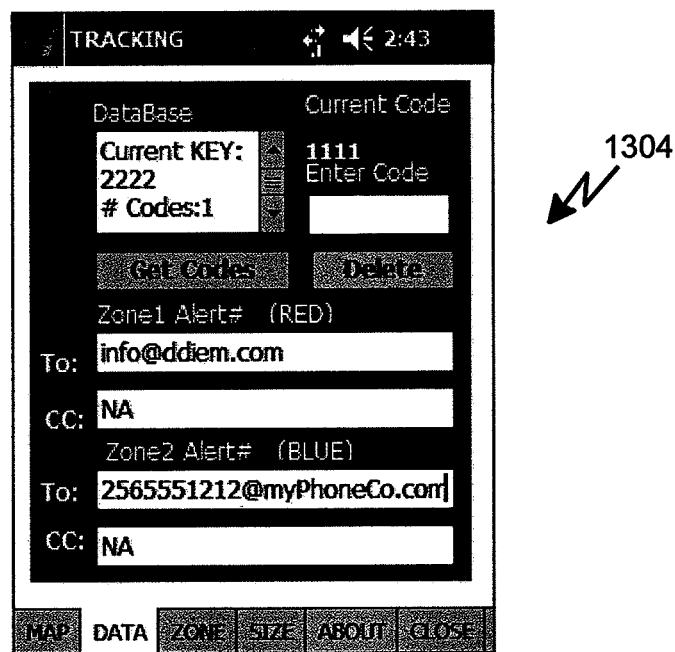 TRACKING 2:43
DataBase
Current Code
Current KEY:
2222
# Codes:1
1111
Enter Code
Get Codes
Delete
Zone1 Alert# (RED)
To: info@ddiem.com
CC: NA
Zone2 Alert# (BLUE)
To: 2565551212@myPhoneCo.com
CC: NA
MAP DATA ZONE SIZE ABOUT CLOSE
1304